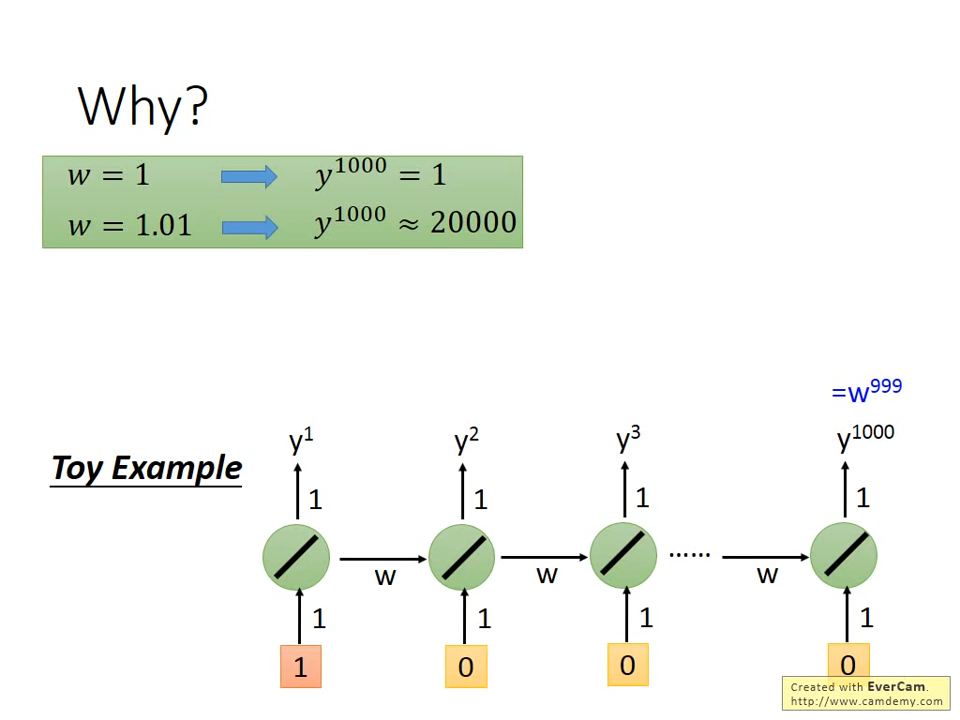 Why?
w = 1 y^1000 = 1
w = 1.01 y^1000 ≈ 20000
=w^999
Toy Example y^1 y^2 y^3 y^1000
1 1 1 1
w w …… w
1 1 1 1
1 0 0 0
Created with EverCam.
http://www.camdemy.com